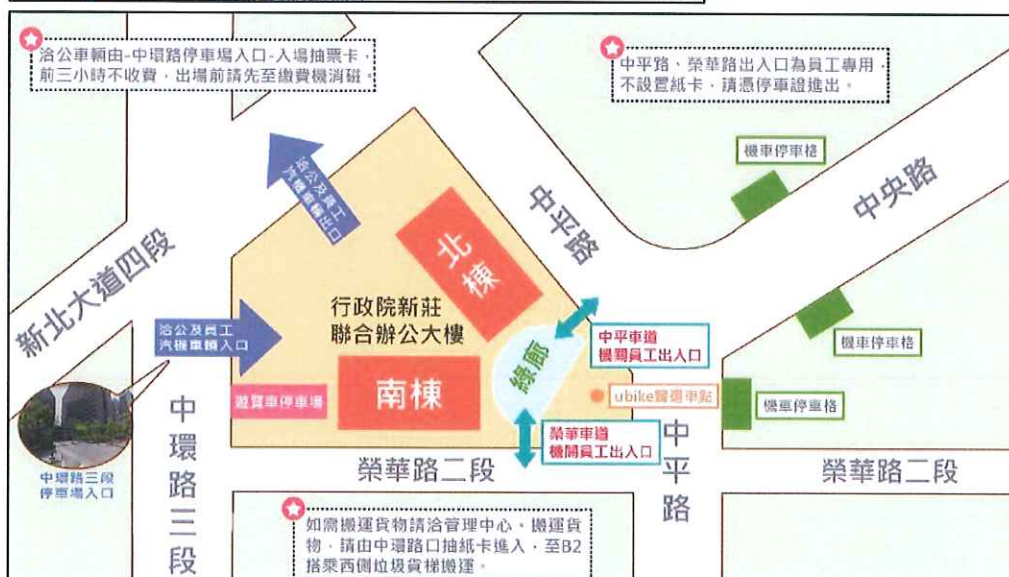 洽公車輛由-中環路停車場入口-入場抽票卡，
前三小時不收費，出場前請先至繳費機消磁。
中平路、榮華路出入口為員工專用，
不設置紙卡，請憑停車證進出。
機車停車格
洽公及員工
汽機車輛出口
中平路
中央路
北棟
新北大道四段
行政院新莊
聯合辦公大樓
洽公及員工
汽機車輛入口
中平車道
機關員工出入口
機車停車格
綠廊
遊覽車停車場
南棟
ubike
機車停車格
榮華車道
機關員工出入口
中環路三段
停車場入口
中環路三段
榮華路二段
中平路
榮華路二段
如需搬運貨物請洽管理中心、搬運貨
物，請由中環路口抽紙卡進入，至B2
搭乘西側垃圾貨梯搬運。